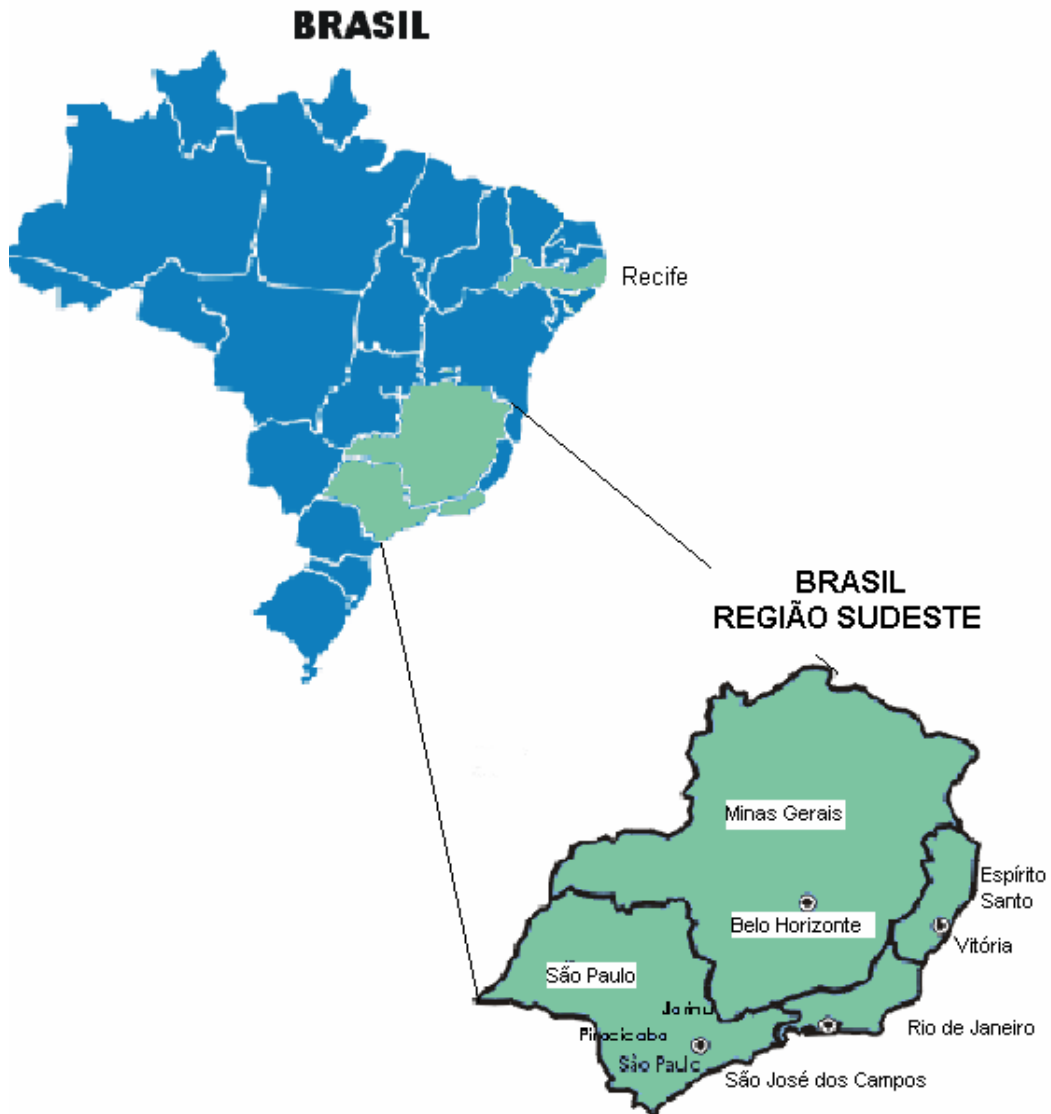 BRASIL
Recife
BRASIL
REGIÃO SUDESTE
Minas Gerais
Espírito
Santo
Belo Horizonte
Vitória
São Paulo
Jarinu
Rio de Janeiro
Piracicaba
São Paulo
São José dos Campos